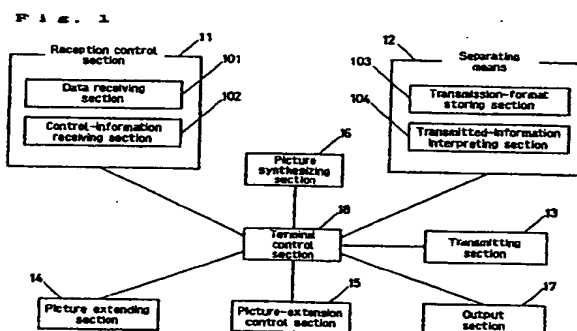 Fig. 1
11
Reception control
section
101
Data receiving
section
102
Control-information
receiving section
12
Separating
means
103
Transmission-format
storing section
104
Transmitted-information
interpreting section
16
Picture
synthesizing
section
18
Terminal
control
section
13
Transmitting
section
14
Picture extending
section
15
Picture-extension
control section
17
Output
section